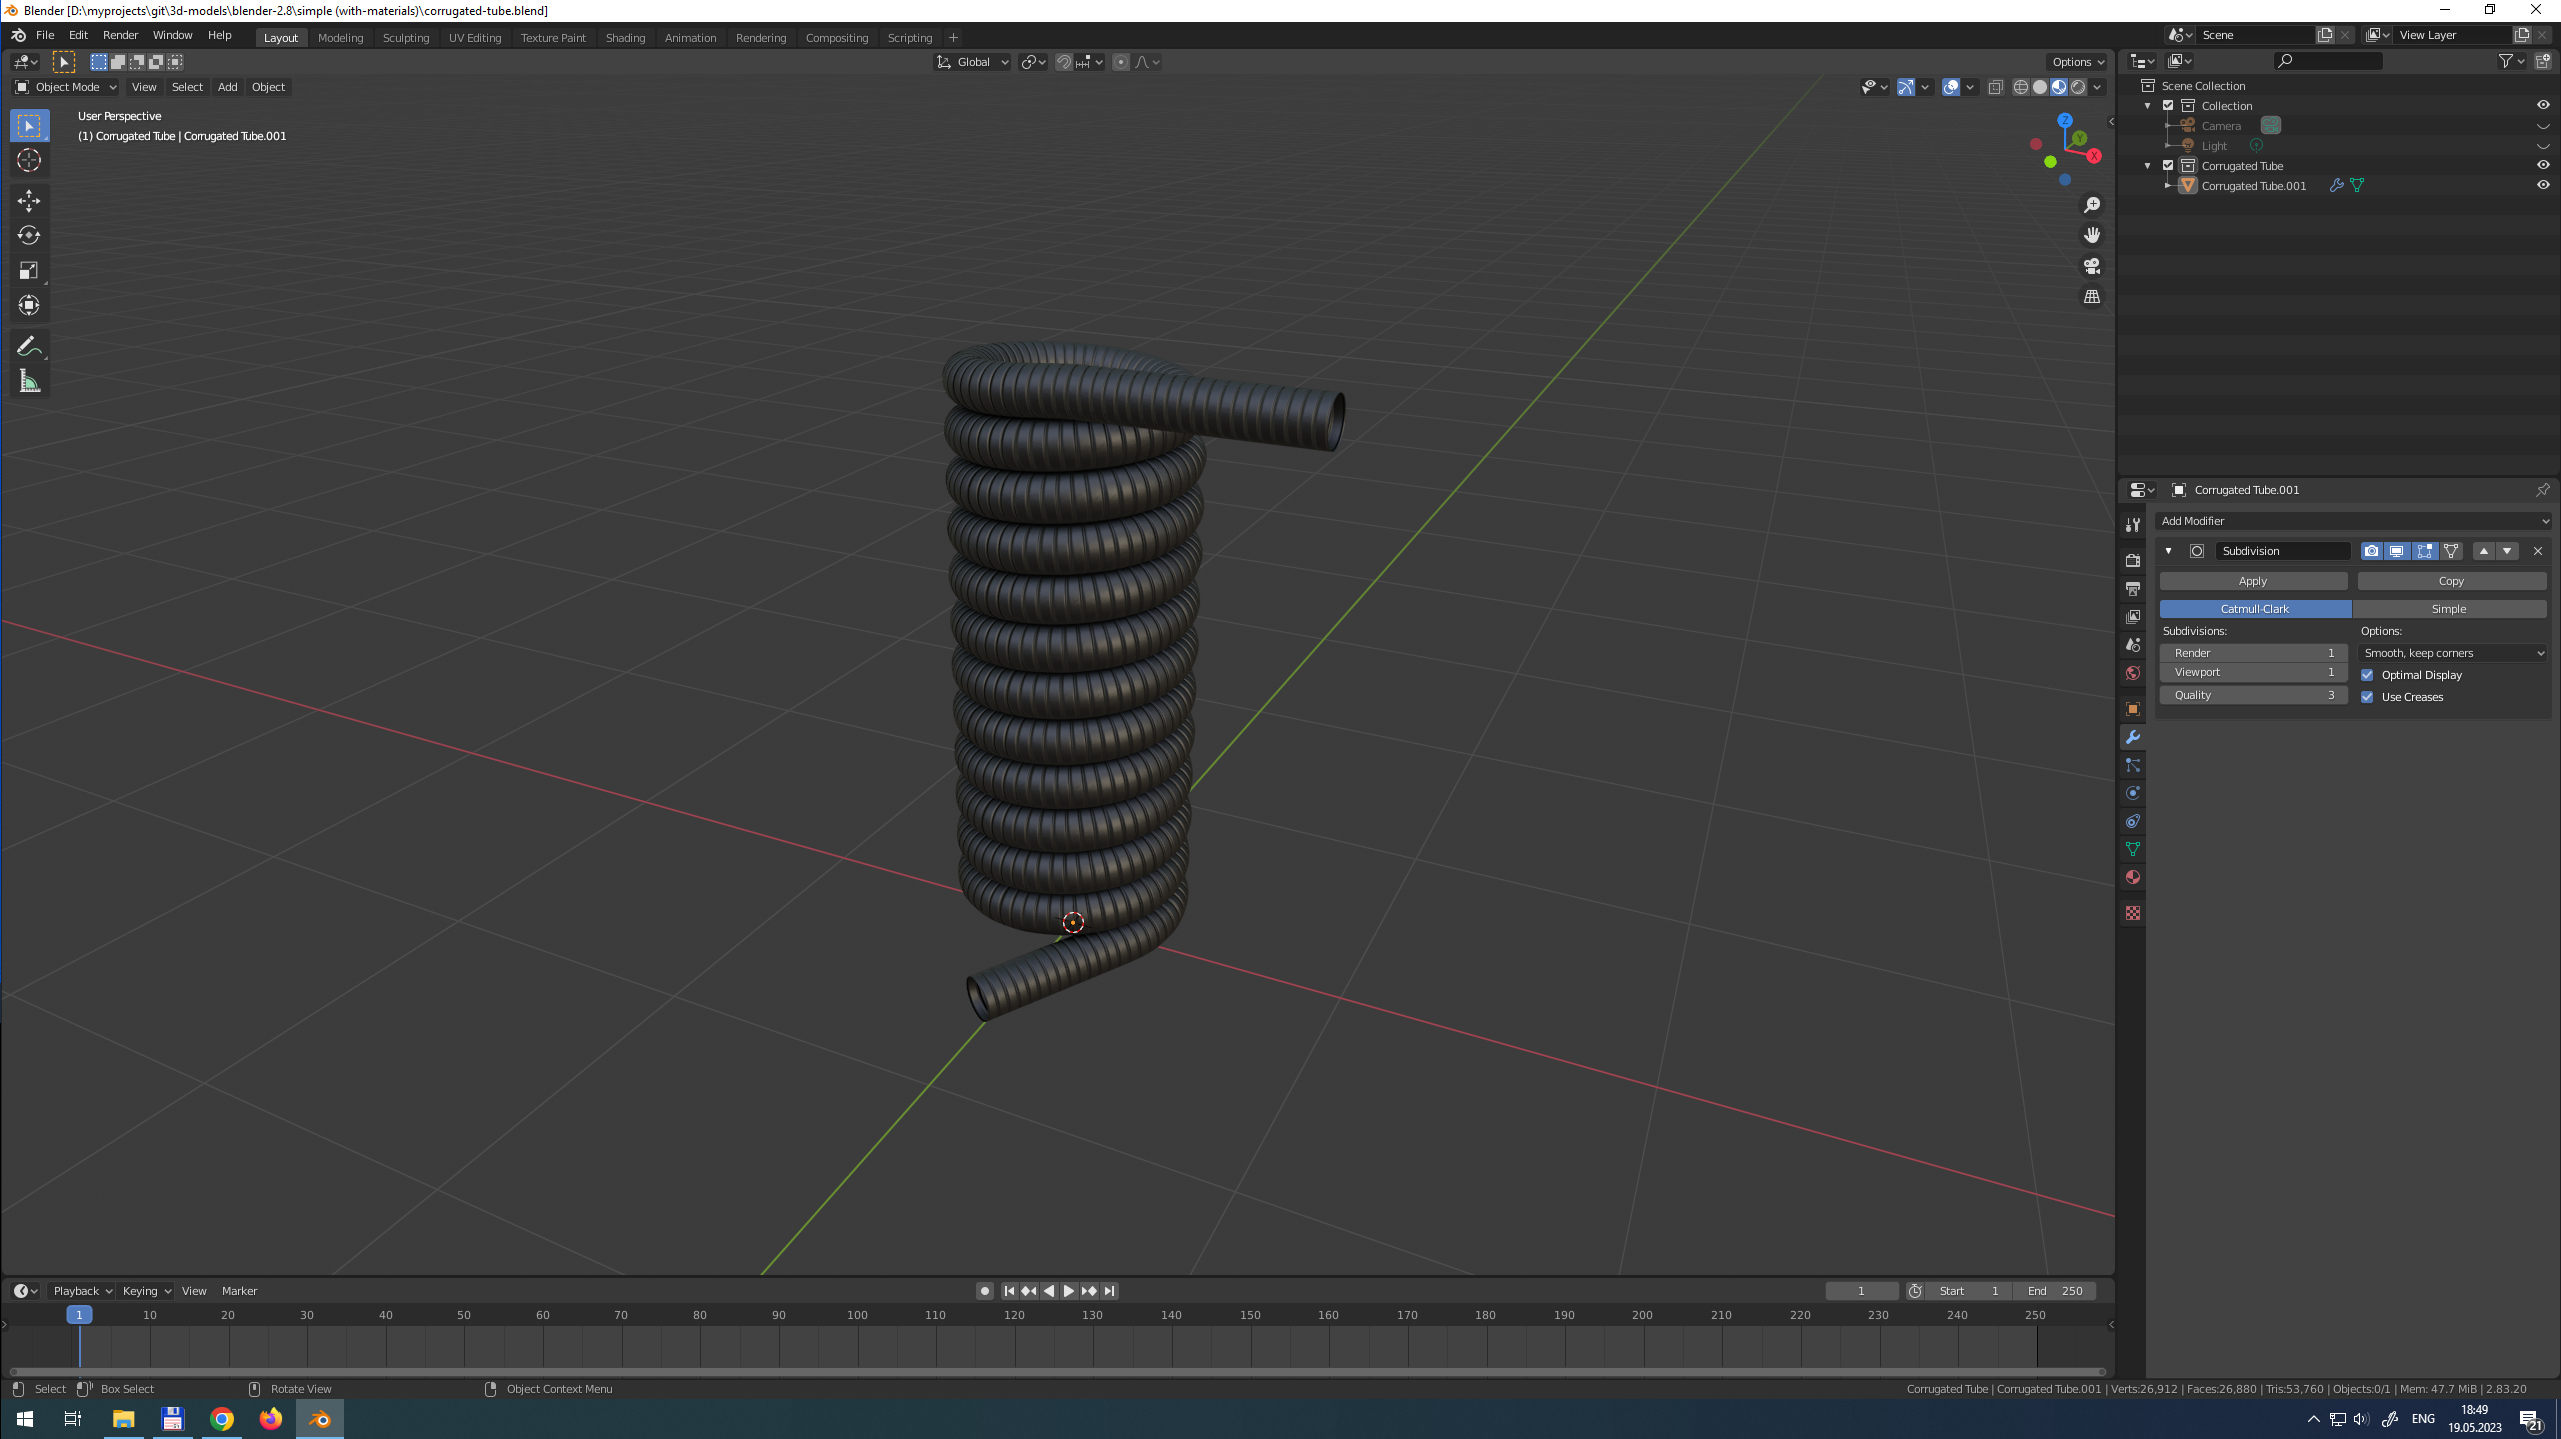 Blender [D:\myprojects\git\3d-models\blender-2.8\simple (with-materials)\corrugated-tube.blend]
File Edit Render Window Help Layout Modeling Sculpting UV Editing Texture Paint Shading Animation Rendering Compositing Scripting + Scene View Layer
Global Options
Object Mode View Select Add Object
User Perspective
(1) Corrugated Tube | Corrugated Tube.001
Z
Y
X
Scene Collection
Collection
Camera
Light
Corrugated Tube
Corrugated Tube.001
Corrugated Tube.001
Add Modifier
Subdivision
Apply Copy
Catmull-Clark Simple
Subdivisions: Options:
Render 1 Smooth, keep corners
Viewport 1 Optimal Display
Quality 3 Use Creases
Playback Keying View Marker 1 Start 1 End 250
1 10 20 30 40 50 60 70 80 90 100 110 120 130 140 150 160 170 180 190 200 210 220 230 240 250
Select Box Select Rotate View Object Context Menu Corrugated Tube | Corrugated Tube.001 | Verts:26,912 | Faces:26,880 | Tris:53,760 | Objects:0/1 | Mem: 47.7 MiB | 2.83.20
ENG 18:49
19.05.2023
21